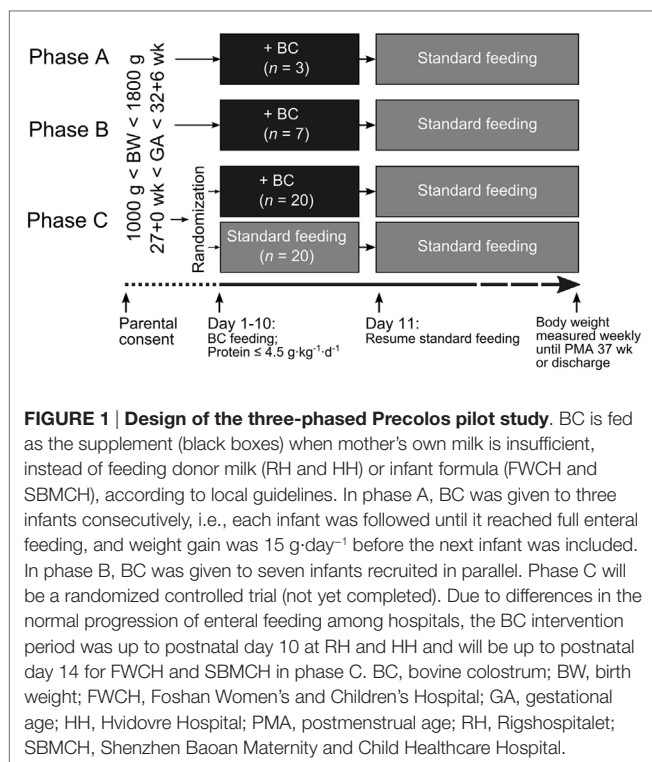 Phase A
Phase B
Phase C
1000 g < BW < 1800 g
27+0 wk < GA < 32+6 wk
Randomization
+ BC
(n = 3)
Standard feeding
+ BC
(n = 7)
Standard feeding
+ BC
(n = 20)
Standard feeding
Standard feeding
(n = 20)
Standard feeding
Parental
consent
Day 1-10:
BC feeding;
Protein ≤ 4.5 g·kg⁻¹·d⁻¹
Day 11:
Resume standard feeding
Body weight
measured weekly
until PMA 37 wk
or discharge
FIGURE 1 | Design of the three-phased Precolos pilot study. BC is fed
as the supplement (black boxes) when mother's own milk is insufficient,
instead of feeding donor milk (RH and HH) or infant formula (FWCH and
SBMCH), according to local guidelines. In phase A, BC was given to three
infants consecutively, i.e., each infant was followed until it reached full enteral
feeding, and weight gain was 15 g·day⁻¹ before the next infant was included.
In phase B, BC was given to seven infants recruited in parallel. Phase C will
be a randomized controlled trial (not yet completed). Due to differences in the
normal progression of enteral feeding among hospitals, the BC intervention
period was up to postnatal day 10 at RH and HH and will be up to postnatal
day 14 for FWCH and SBMCH in phase C. BC, bovine colostrum; BW, birth
weight; FWCH, Foshan Women's and Children's Hospital; GA, gestational
age; HH, Hvidovre Hospital; PMA, postmenstrual age; RH, Rigshospitalet;
SBMCH, Shenzhen Baoan Maternity and Child Healthcare Hospital.